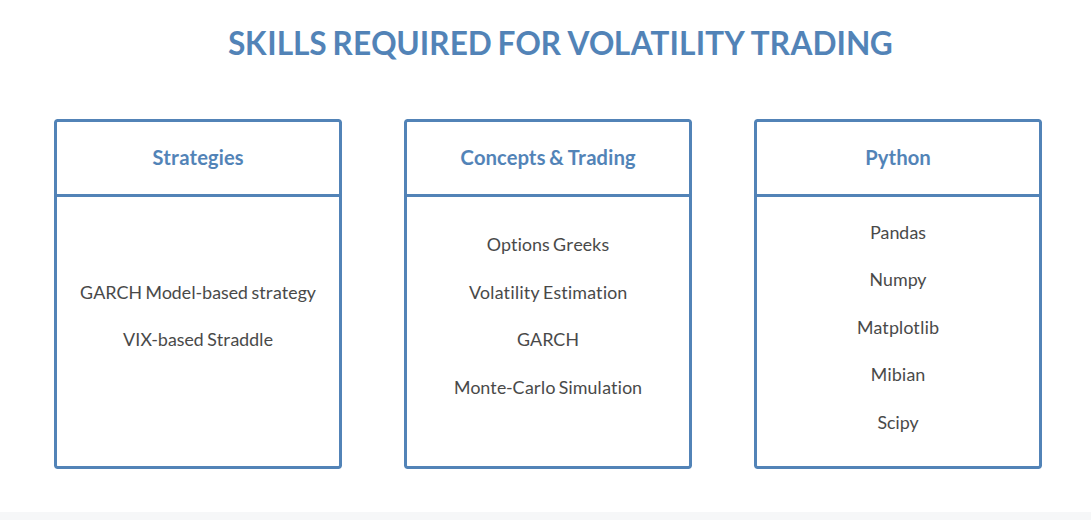 SKILLS REQUIRED FOR VOLATILITY TRADING
Strategies
GARCH Model-based strategy
VIX-based Straddle
Concepts & Trading
Options Greeks
Volatility Estimation
GARCH
Monte-Carlo Simulation
Python
Pandas
Numpy
Matplotlib
Mibian
Scipy